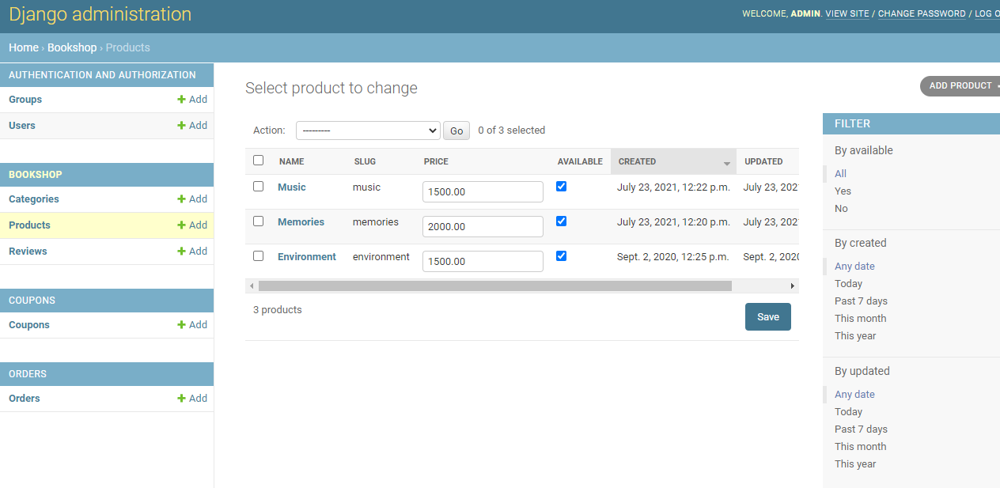 Django administration
WELCOME, ADMIN. VIEW SITE / CHANGE PASSWORD / LOG
Home › Bookshop › Products
AUTHENTICATION AND AUTHORIZATION
Groups + Add
Users + Add
BOOKSHOP
Categories + Add
Products + Add
Reviews + Add
COUPONS
Coupons + Add
ORDERS
Orders + Add
Select product to change
ADD PRODUCT
Action: --------- Go 0 of 3 selected
NAME SLUG PRICE AVAILABLE CREATED UPDATED
Music music 1500.00 July 23, 2021, 12:22 p.m. July 23, 202
Memories memories 2000.00 July 23, 2021, 12:20 p.m. July 23, 202
Environment environment 1500.00 Sept. 2, 2020, 12:25 p.m. Sept. 2, 2020
3 products
Save
FILTER
By available
All
Yes
No
By created
Any date
Today
Past 7 days
This month
This year
By updated
Any date
Today
Past 7 days
This month
This year